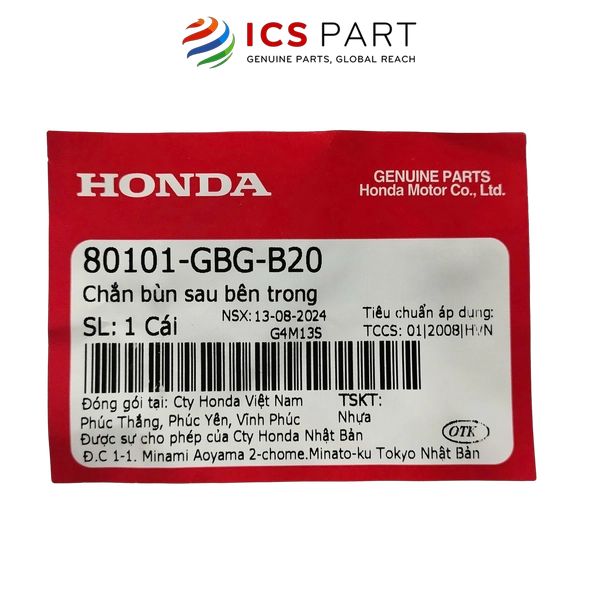 ICS PART
GENUINE PARTS, GLOBAL REACH
HONDA
GENUINE PARTS
Honda Motor Co., Ltd.
80101-GBG-B20
Chắn bùn sau bên trong
SL: 1 Cái
NSX: 13-08-2024
G4M13S
Tiêu chuẩn áp dụng:
TCCS: 01|2008|HVN
Đóng gói tại: Cty Honda Việt Nam
Phúc Thắng, Phúc Yên, Vĩnh Phúc
TSKT:
Nhựa
Được sự cho phép của Cty Honda Nhật Bản
Đ.C 1-1. Minami Aoyama 2-chome.Minato-ku Tokyo Nhật Bản
OTK